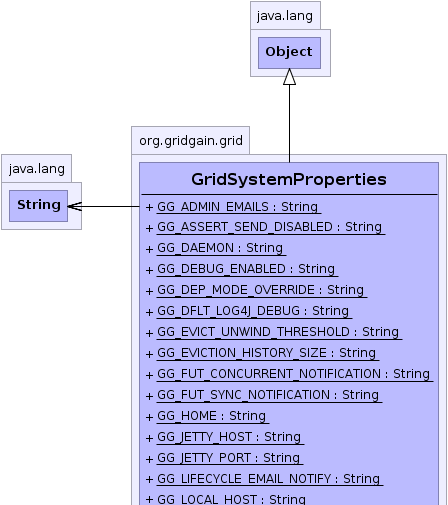 java.lang
Object
org.gridgain.grid
java.lang
String
GridSystemProperties
+ GG_ADMIN_EMAILS : String
+ GG_ASSERT_SEND_DISABLED : String
+ GG_DAEMON : String
+ GG_DEBUG_ENABLED : String
+ GG_DEP_MODE_OVERRIDE : String
+ GG_DFLT_LOG4J_DEBUG : String
+ GG_EVICT_UNWIND_THRESHOLD : String
+ GG_EVICTION_HISTORY_SIZE : String
+ GG_FUT_CONCURRENT_NOTIFICATION : String
+ GG_FUT_SYNC_NOTIFICATION : String
+ GG_HOME : String
+ GG_JETTY_HOST : String
+ GG_JETTY_PORT : String
+ GG_LIFECYCLE_EMAIL_NOTIFY : String
+ GG_LOCAL_HOST : String